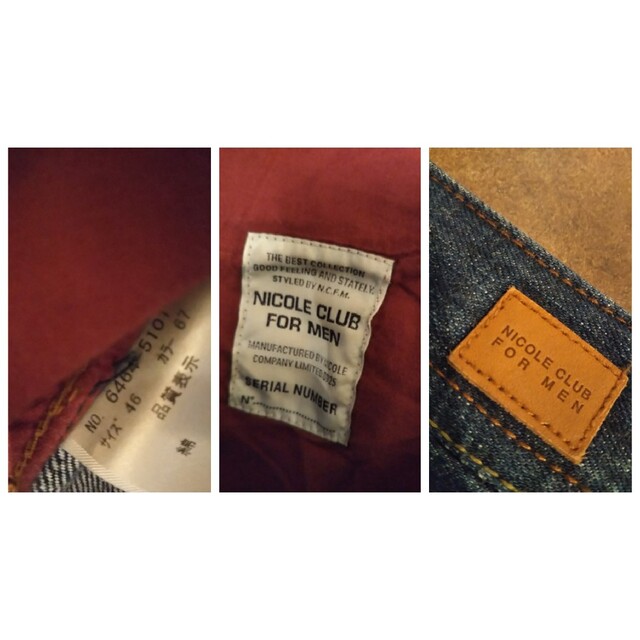 NO. 6464-5101
サイズ 46 カラー 67
品質表示
綿
THE BEST COLLECTION
GOOD FEELING AND STATELY.
STYLED BY N.C.F.M.
NICOLE CLUB
FOR MEN
MANUFACTURED BY NICOLE
COMPANY LIMITED
SERIAL NUMBER
Nº
NICOLE CLUB
FOR MEN